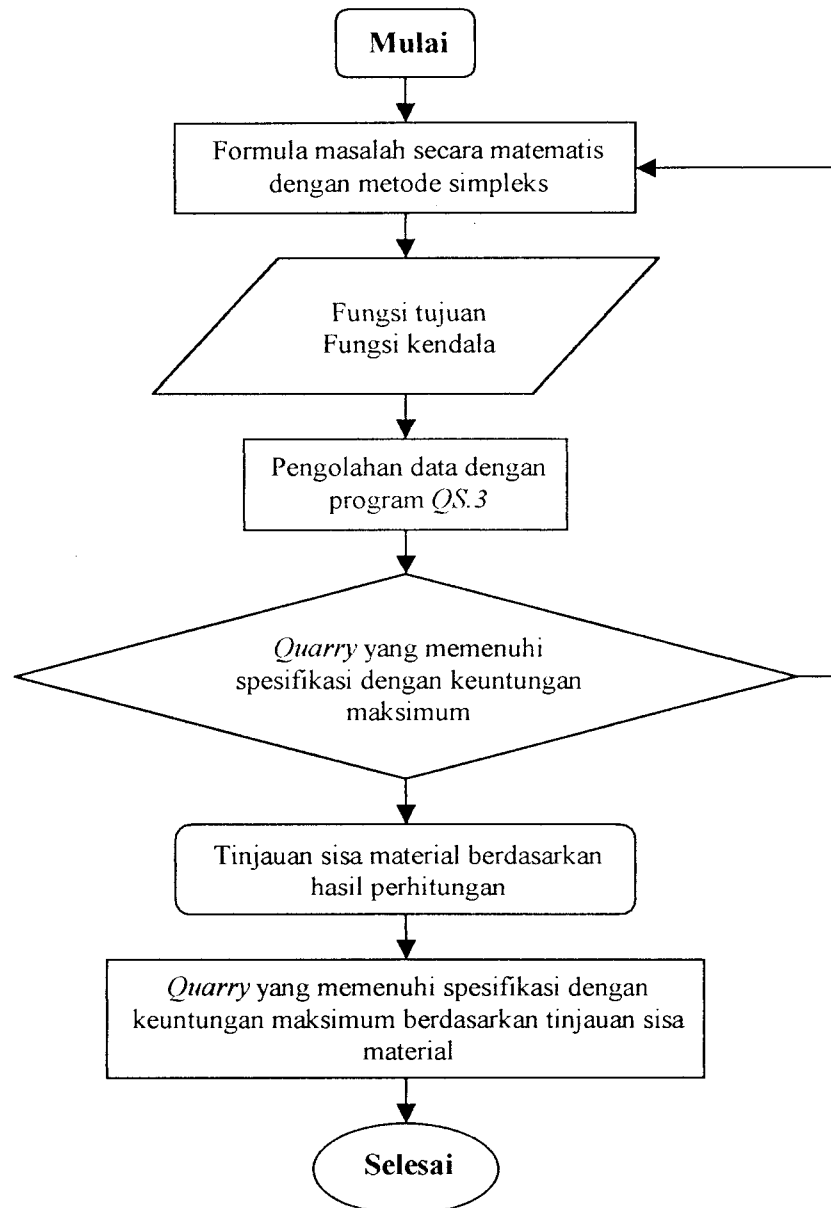 Mulai
Formula masalah secara matematis
dengan metode simpleks
Fungsi tujuan
Fungsi kendala
Pengolahan data dengan
program QS.3
Quarry yang memenuhi
spesifikasi dengan keuntungan
maksimum
Tinjauan sisa material berdasarkan
hasil perhitungan
Quarry yang memenuhi spesifikasi dengan
keuntungan maksimum berdasarkan tinjauan sisa
material
Selesai